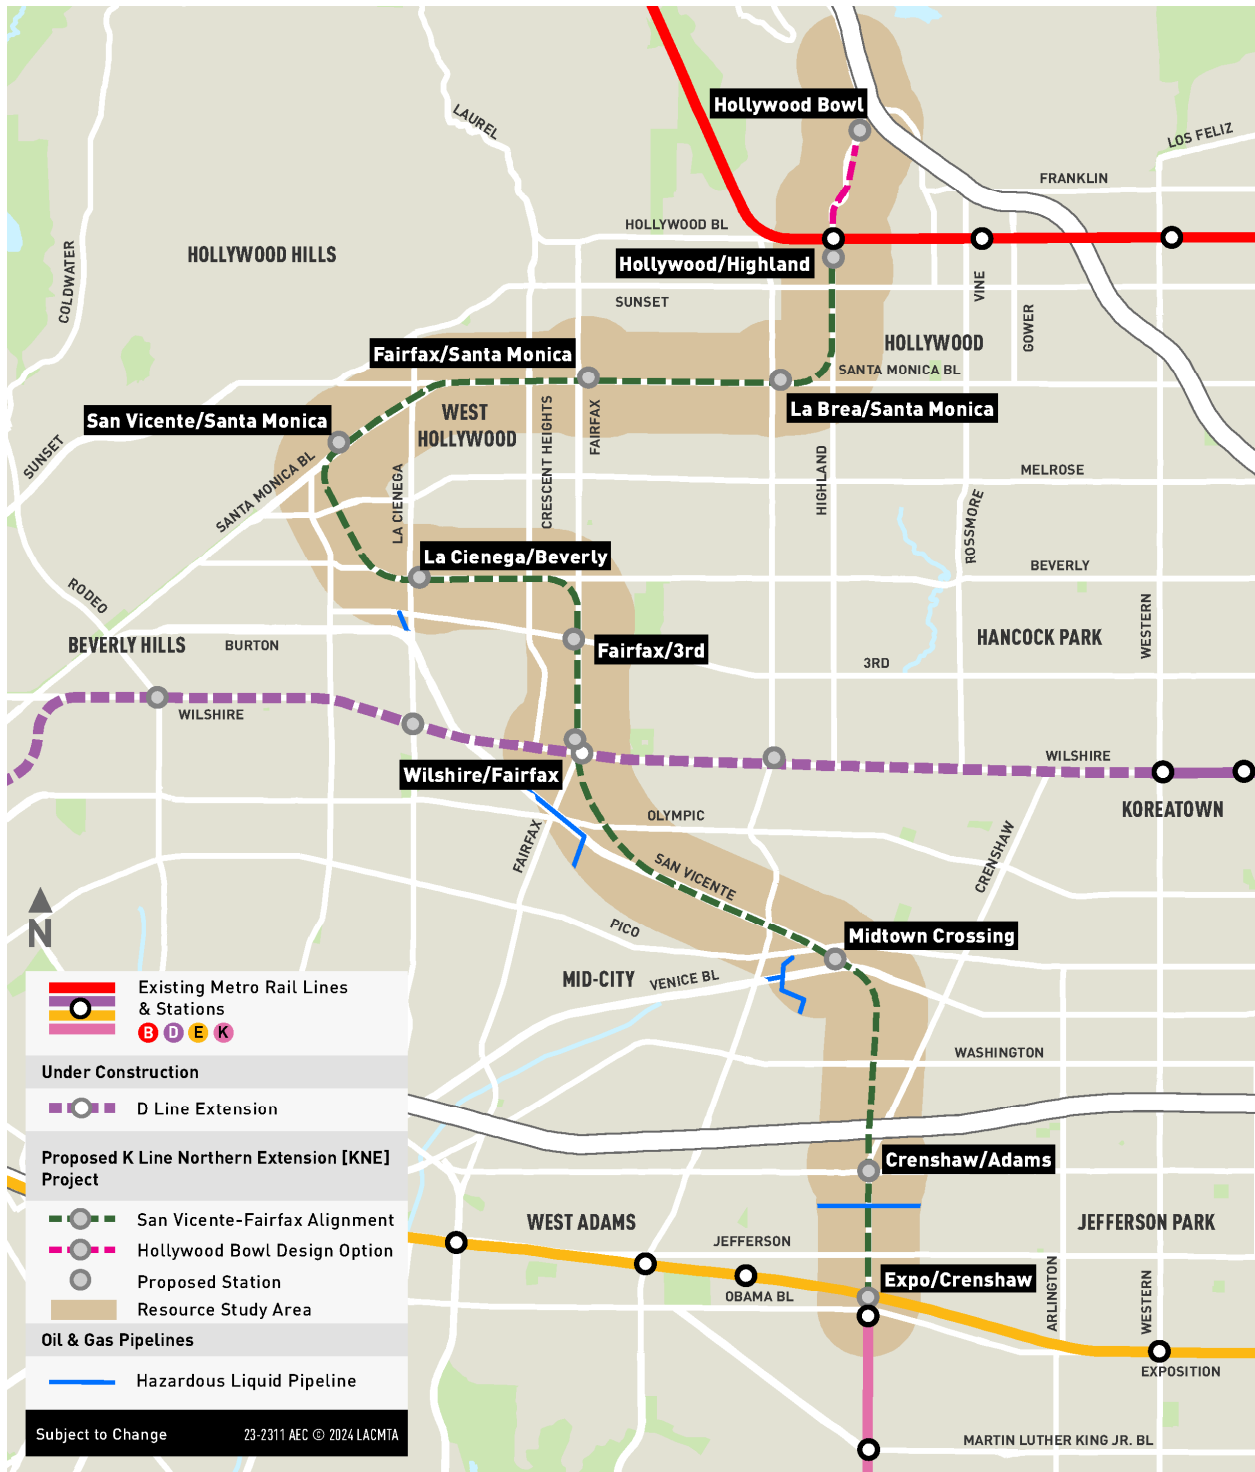 Hollywood Bowl
LAUREL
LOS FELIZ
FRANKLIN
HOLLYWOOD BL
COLDWATER
HOLLYWOOD HILLS
Hollywood/Highland
SUNSET
VINE
GOWER
HOLLYWOOD
Fairfax/Santa Monica
SANTA MONICA BL
San Vicente/Santa Monica
WEST
HOLLYWOOD
CRESCENT HEIGHTS
FAIRFAX
La Brea/Santa Monica
SUNSET
SANTA MONICA BL
LA CIENEGA
HIGHLAND
MELROSE
ROSSMORE
La Cienega/Beverly
BEVERLY
RODEO
WESTERN
BEVERLY HILLS
BURTON
Fairfax/3rd
HANCOCK PARK
3RD
WILSHIRE
Wilshire/Fairfax
WILSHIRE
KOREATOWN
FAIRFAX
OLYMPIC
SAN VICENTE
CRENSHAW
N
PICO
Midtown Crossing
MID-CITY
VENICE BL
WASHINGTON
Crenshaw/Adams
WEST ADAMS
JEFFERSON
JEFFERSON PARK
Expo/Crenshaw
OBAMA BL
ARLINGTON
WESTERN
EXPOSITION
MARTIN LUTHER KING JR. BL
Existing Metro Rail Lines
& Stations
B D E K
Under Construction
D Line Extension
Proposed K Line Northern Extension [KNE]
Project
San Vicente-Fairfax Alignment
Hollywood Bowl Design Option
Proposed Station
Resource Study Area
Oil & Gas Pipelines
Hazardous Liquid Pipeline
Subject to Change 23-2311 AEC © 2024 LACMTA